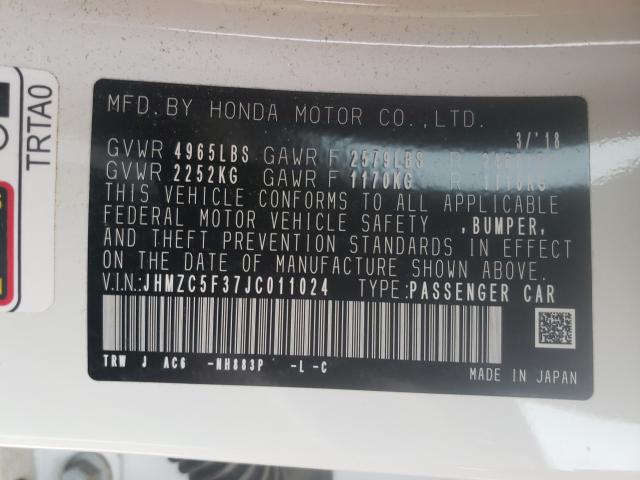 MFD.BY HONDA MOTOR CO.,LTD. 3/'18
GVWR 4965LBS GAWR F 2579LBS R
GVWR 2252KG GAWR F 1170KG R 1116KG
THIS VEHICLE CONFORMS TO ALL APPLICABLE
FEDERAL MOTOR VEHICLE SAFETY ,BUMPER,
AND THEFT PREVENTION STANDARDS IN EFFECT
ON THE DATE OF MANUFACTURE SHOWN ABOVE.
V.I.N.:JHMZC5F37JC011024 TYPE:PASSENGER CAR
TRW J AC6 -NH883P -L -C
MADE IN JAPAN
TRTA0